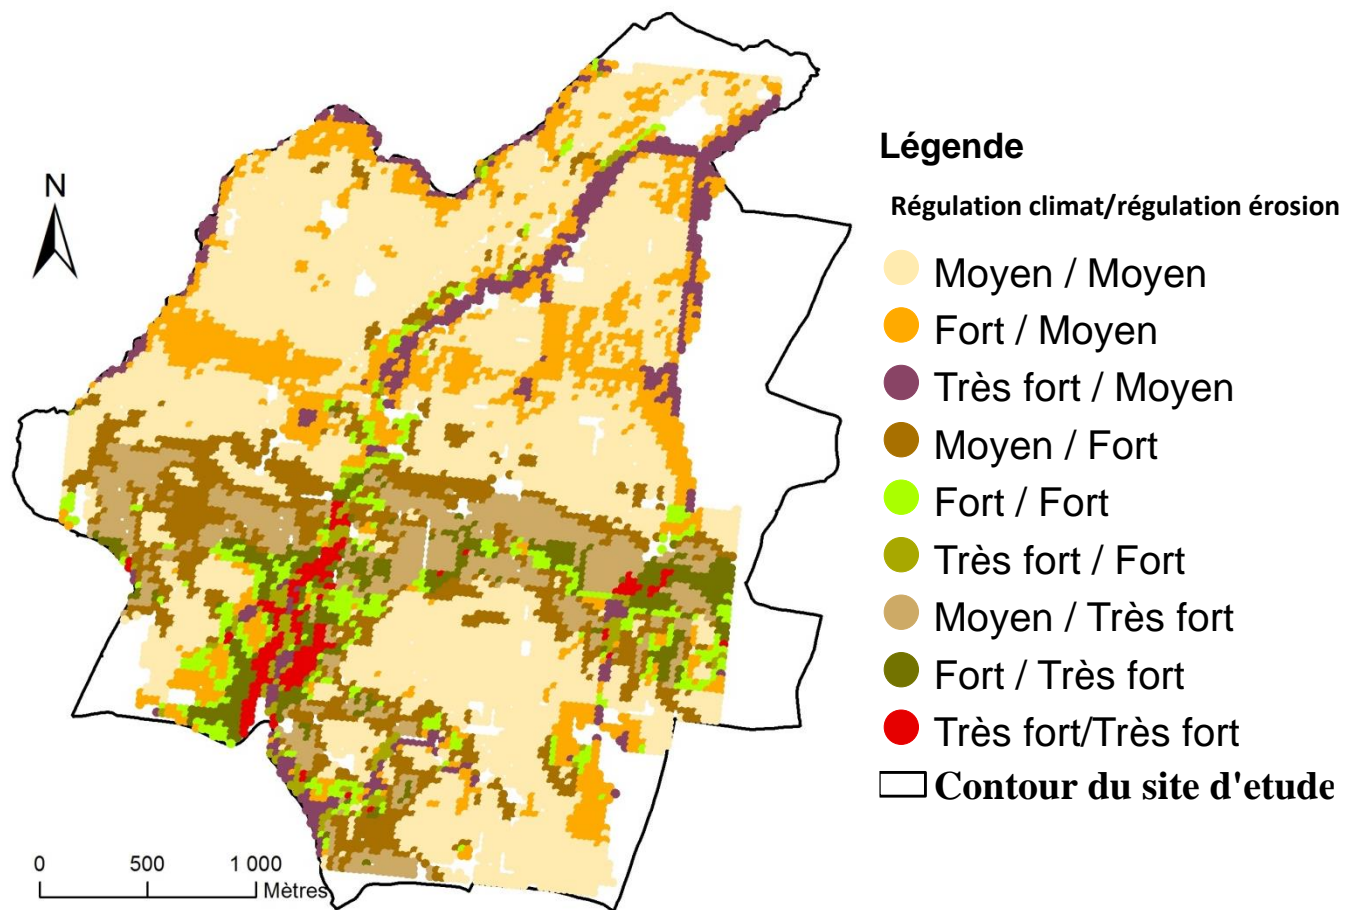 N
Légende
Régulation climat/régulation érosion
Moyen / Moyen
Fort / Moyen
Très fort / Moyen
Moyen / Fort
Fort / Fort
Très fort / Fort
Moyen / Très fort
Fort / Très fort
Très fort/Très fort
Contour du site d'etude
0 500 1 000
Mètres